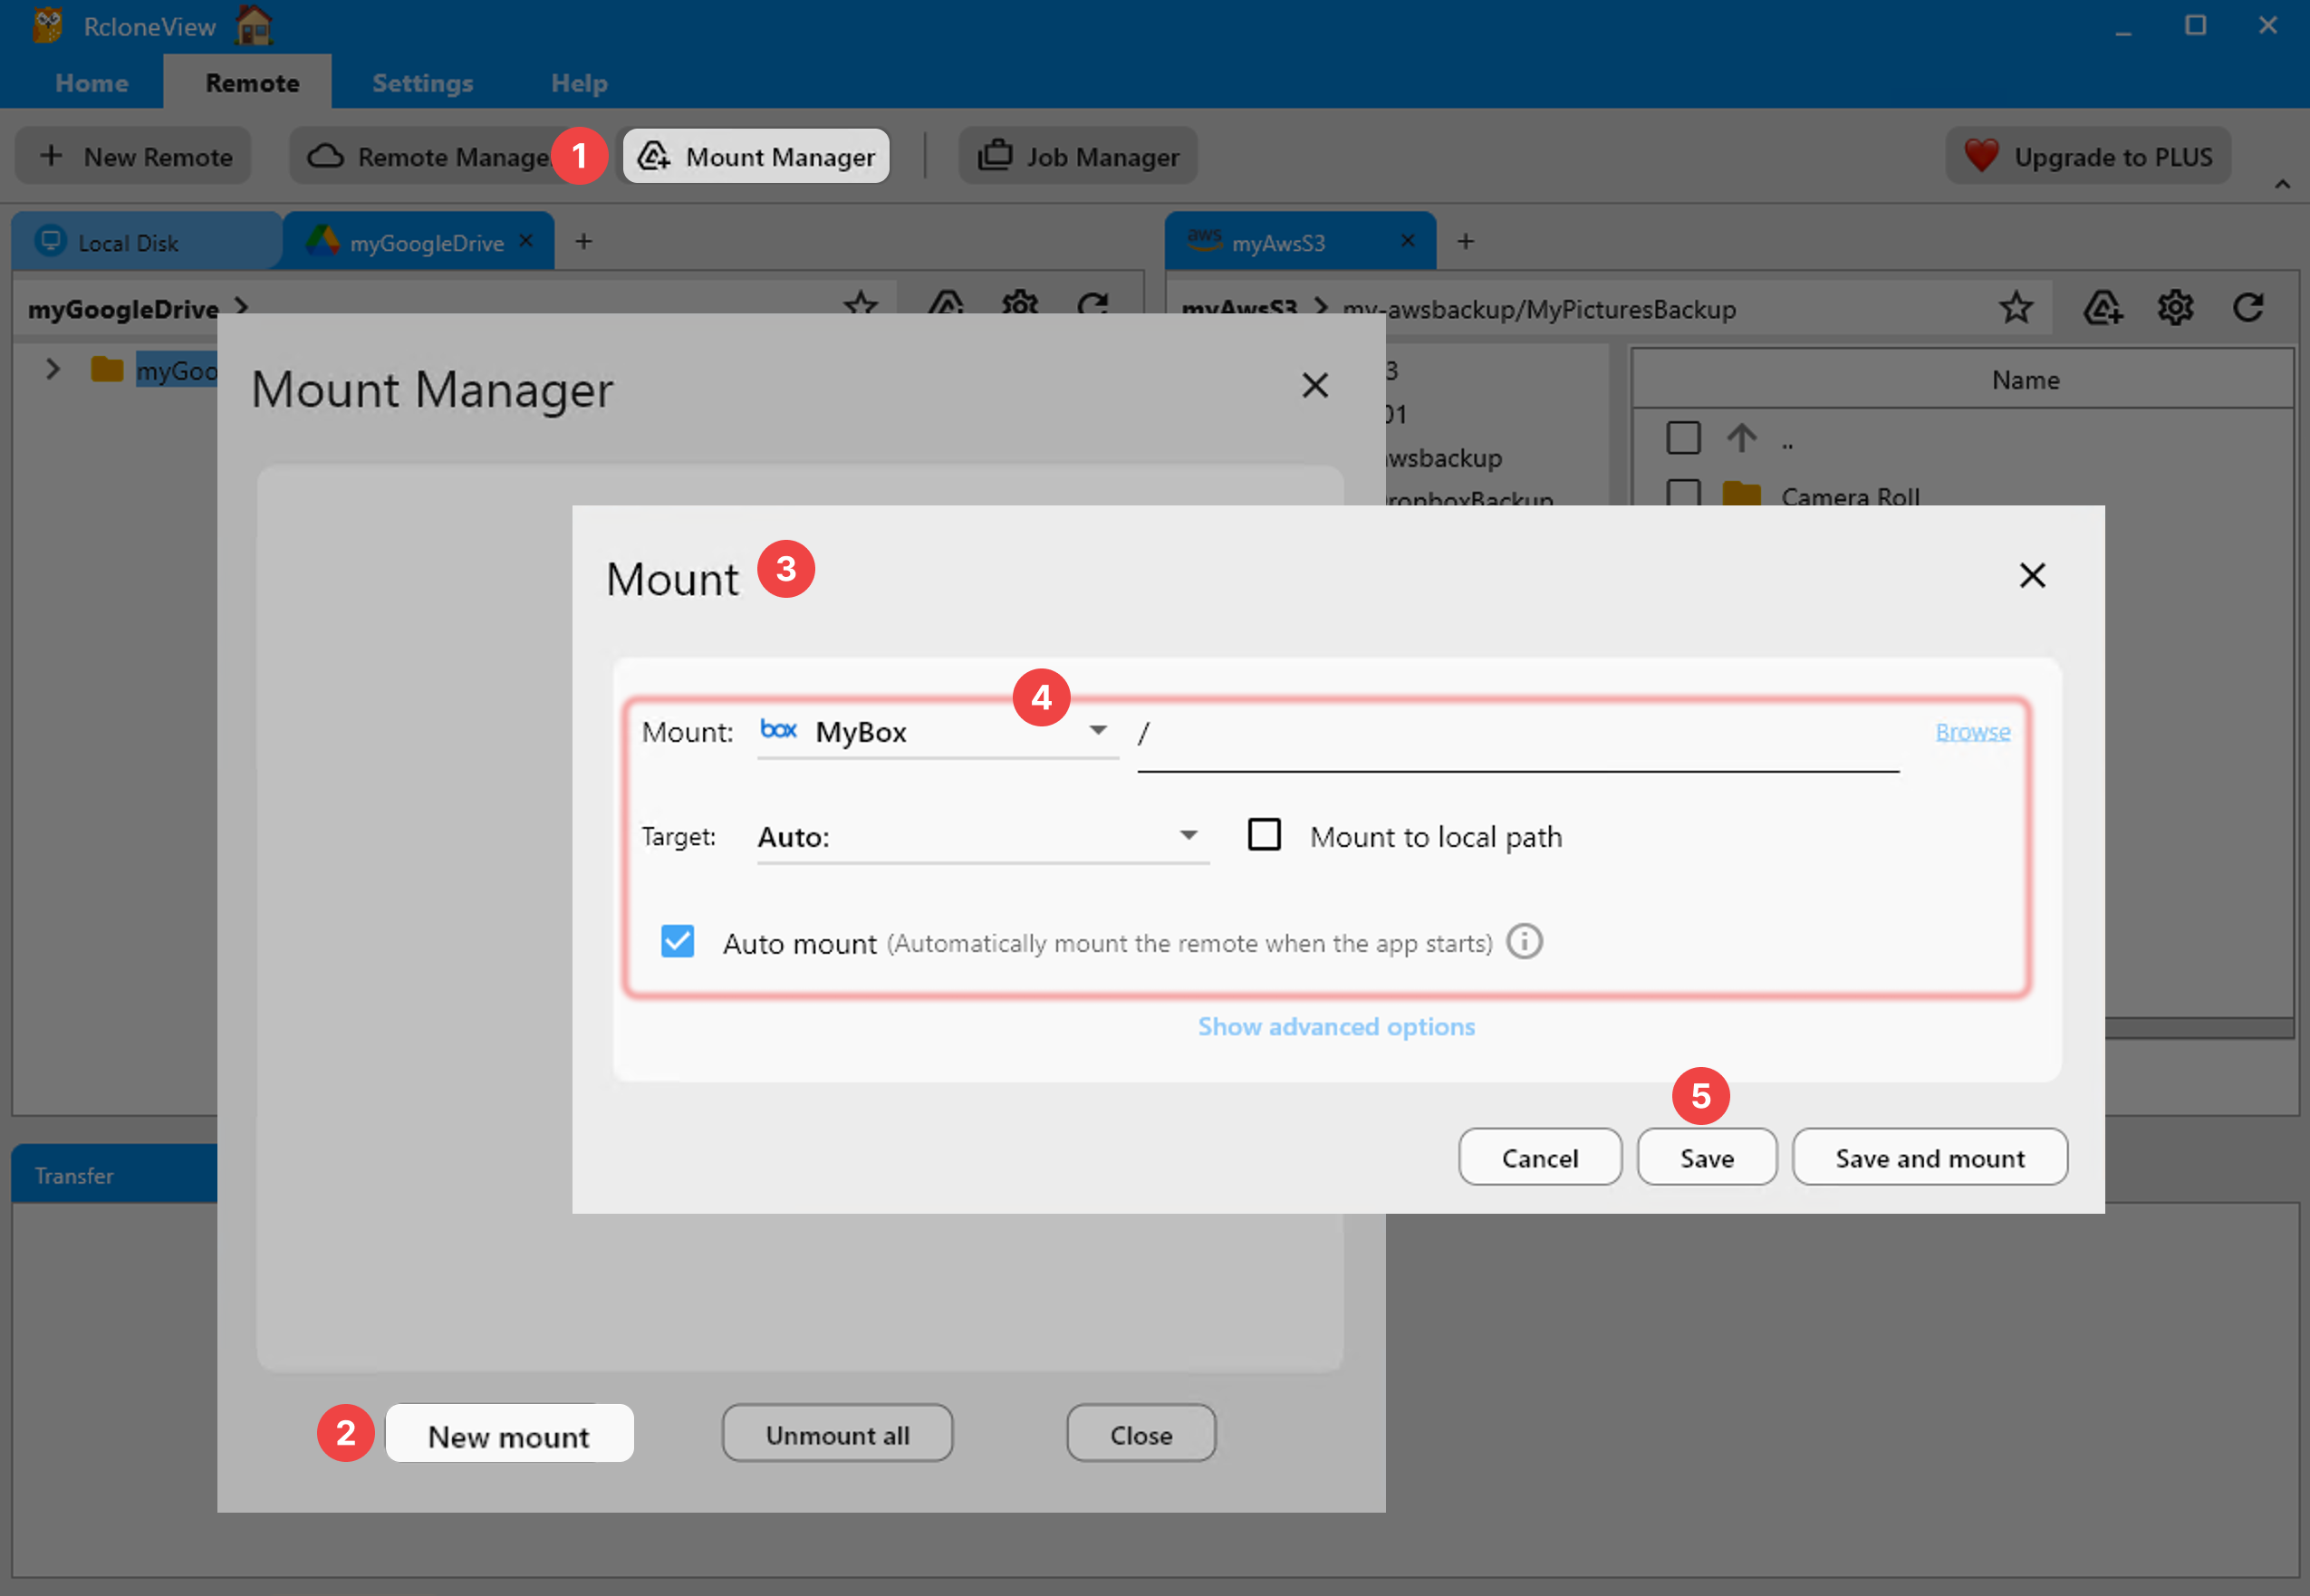 RcloneView
Home Remote Settings Help
+ New Remote
Remote Manage
1
Mount Manager
Job Manager
Upgrade to PLUS
Local Disk
myGoogleDrive
aws myAwsS3
myGoogleDrive >
myAwsS3 > my-awsbackup/MyPicturesBackup
myGoo
3
01
wsbackup
ropboxBackup
Name
..
Camera Roll
Mount Manager
Mount 3
4
Mount: box MyBox / Browse
Target: Auto: Mount to local path
Auto mount (Automatically mount the remote when the app starts)
Show advanced options
5
Cancel Save Save and mount
Transfer
2 New mount Unmount all Close